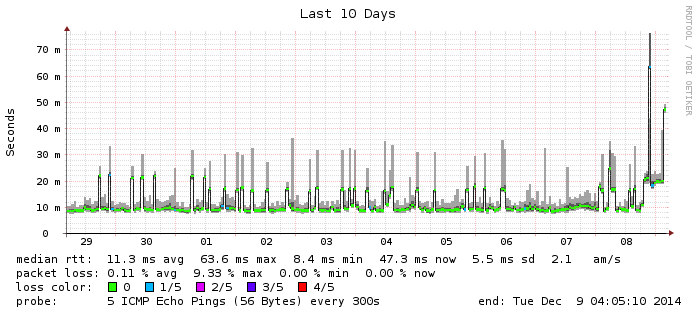 Last 10 Days
RRDTOOL / TOBI OETIKER
Seconds
70 m
60 m
50 m
40 m
30 m
20 m
10 m
0
29 30 01 02 03 04 05 06 07 08
median rtt: 11.3 ms avg 63.6 ms max 8.4 ms min 47.3 ms now 5.5 ms sd 2.1 am/s
packet loss: 0.11 % avg 9.33 % max 0.00 % min 0.00 % now
loss color: 0 1/5 2/5 3/5 4/5
probe: 5 ICMP Echo Pings (56 Bytes) every 300s end: Tue Dec 9 04:05:10 2014